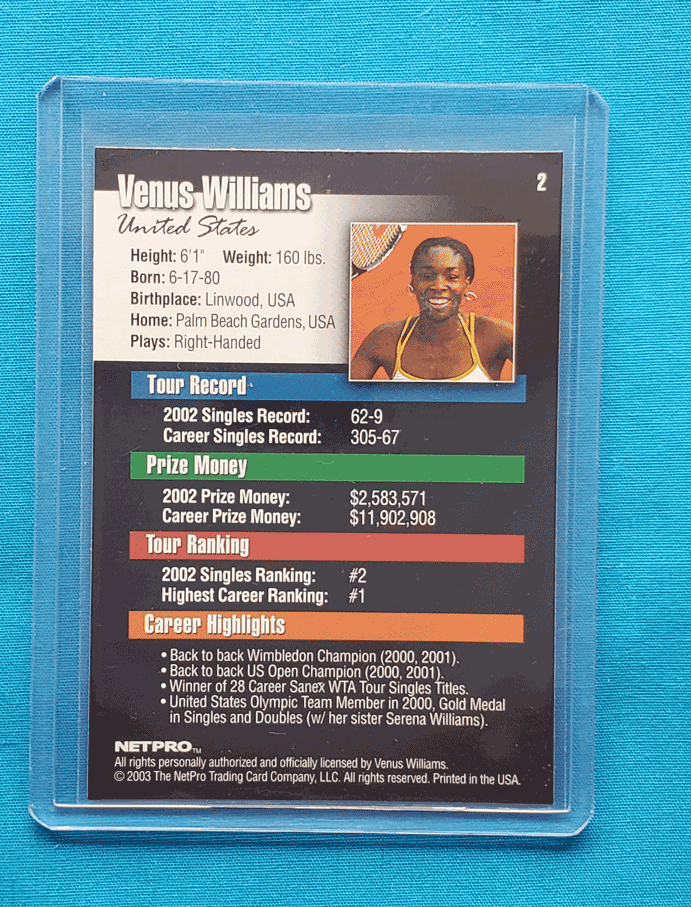 2
Venus Williams
United States
Height: 6'1" Weight: 160 lbs.
Born: 6-17-80
Birthplace: Linwood, USA
Home: Palm Beach Gardens, USA
Plays: Right-Handed
Tour Record
2002 Singles Record: 62-9
Career Singles Record: 305-67
Prize Money
2002 Prize Money: $2,583,571
Career Prize Money: $11,902,908
Tour Ranking
2002 Singles Ranking: #2
Highest Career Ranking: #1
Career Highlights
• Back to back Wimbledon Champion (2000, 2001).
• Back to back US Open Champion (2000, 2001).
• Winner of 28 Career Sanex WTA Tour Singles Titles.
• United States Olympic Team Member in 2000, Gold Medal
in Singles and Doubles (w/ her sister Serena Williams).
NETPRO™
All rights personally authorized and officially licensed by Venus Williams.
© 2003 The NetPro Trading Card Company, LLC. All rights reserved. Printed in the USA.